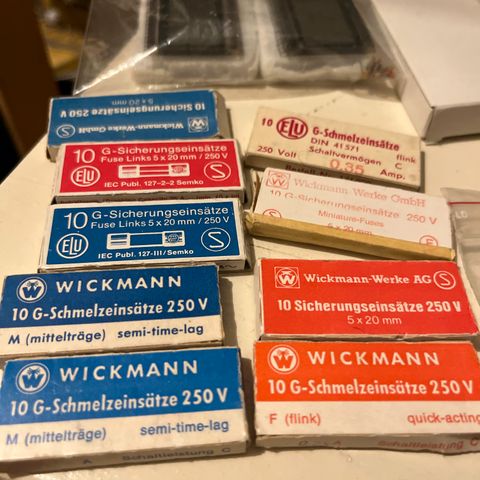 10 Sicherungseinsätze 250 V
5 x 20 mm
Wickmann-Werke GmbH
S
10 G-Sicherungseinsätze
Fuse Links 5 x 20 mm / 250 V
ELU
S
IEC Publ. 127-2-2 Semko
10 G-Sicherungseinsätze
Fuse Links 5 x 20 mm / 250 V
ELU
S
IEC Publ. 127-III/Semko
W WICKMANN
10 G-Schmelzeinsätze 250 V
M (mittelträge) semi-time-lag
W WICKMANN
10 G-Schmelzeinsätze 250 V
M (mittelträge) semi-time-lag
A Schaltleistung C
10 ELU G-Schmelzeinsätze
DIN 41571 flink
Schaltvermögen C
250 Volt 0,35 Amp.
Wickmann Werke GmbH
10 G-Sicherungseinsätze 250 V
Miniature-Fuses
5 x 20 mm F
Wickmann-Werke AG S
10 Sicherungseinsätze 250 V
5 x 20 mm
W WICKMANN
10 G-Schmelzeinsätze 250 V
F (flink) quick-acting
Schaltleistung C